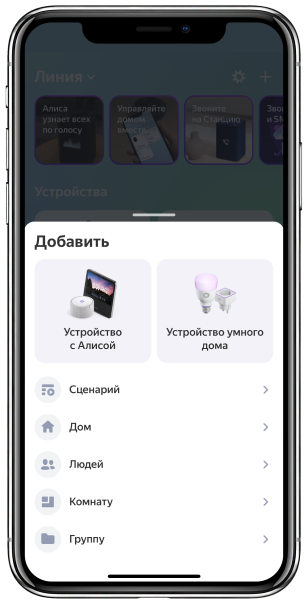 Линия
Алиса
узнает всех
по голосу
Управляйте
домом
вместе
Звоните
на Станцию
Зво
и SM
Устройства
Добавить
Устройство
с Алисой
Устройство умного
дома
Сценарий
Дом
Людей
Комнату
Группу